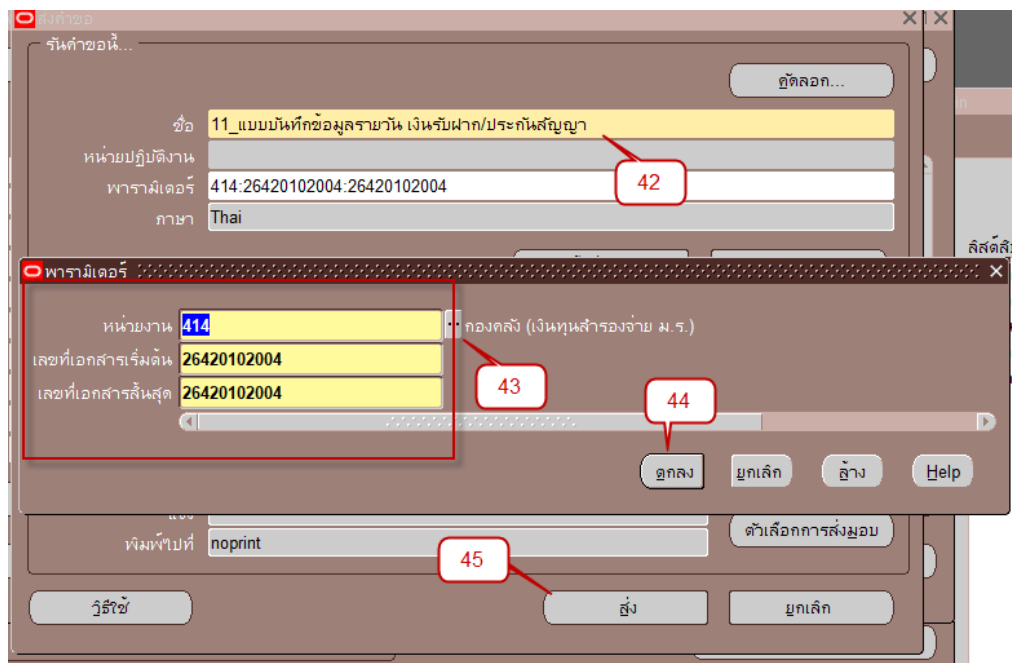 ส่งคำขอ
รันคำขอนี้...
คัดลอก...
ชื่อ 11_แบบบันทึกข้อมูลรายวัน เงินรับฝาก/ประกันสัญญา
หน่วยปฏิบัติงาน
พารามิเตอร์ 414:26420102004:26420102004
42
ภาษา Thai
พารามิเตอร์
หน่วยงาน 414 กองคลัง (เงินทุนสำรองจ่าย ม.ร.)
เลขที่เอกสารเริ่มต้น 26420102004
เลขที่เอกสารสิ้นสุด 26420102004
43
44
ตกลง ยกเลิก ล้าง Help
ตัวเลือกการส่งมอบ
พิมพ์ไปที่ noprint
45
วิธีใช้ ส่ง ยกเลิก